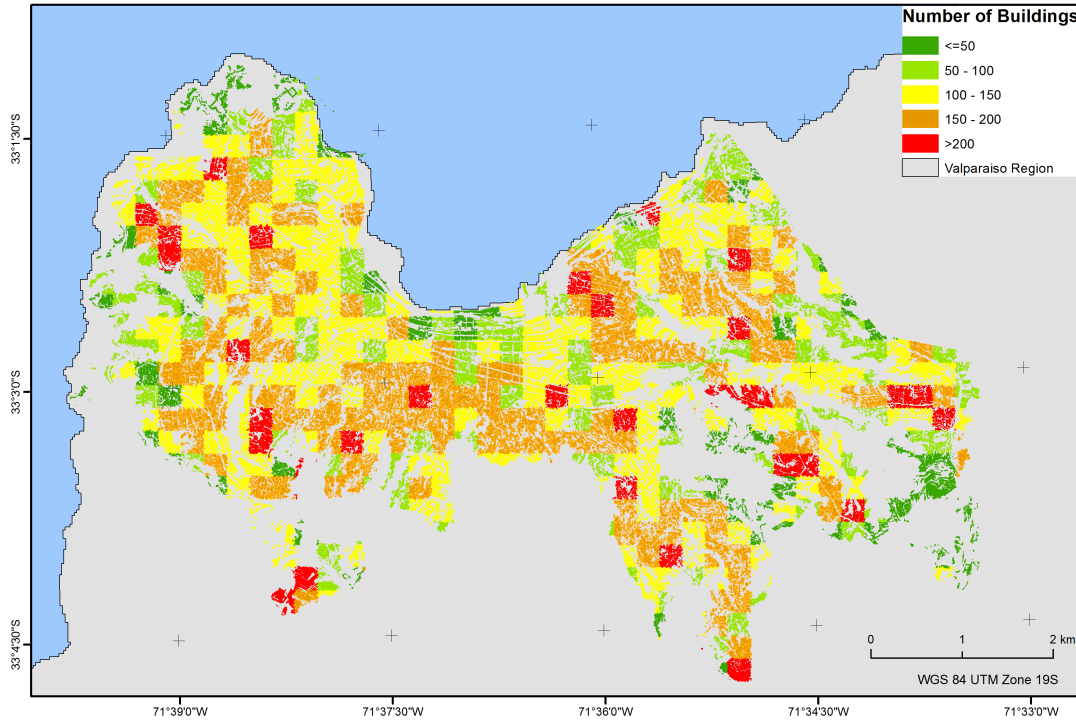 Number of Buildings
<=50
50 - 100
100 - 150
150 - 200
>200
Valparaiso Region
33°1'30"S
33°3'0"S
33°4'30"S
0 1 2 km
WGS 84 UTM Zone 19S
71°39'0"W 71°37'30"W 71°36'0"W 71°34'30"W 71°33'0"W